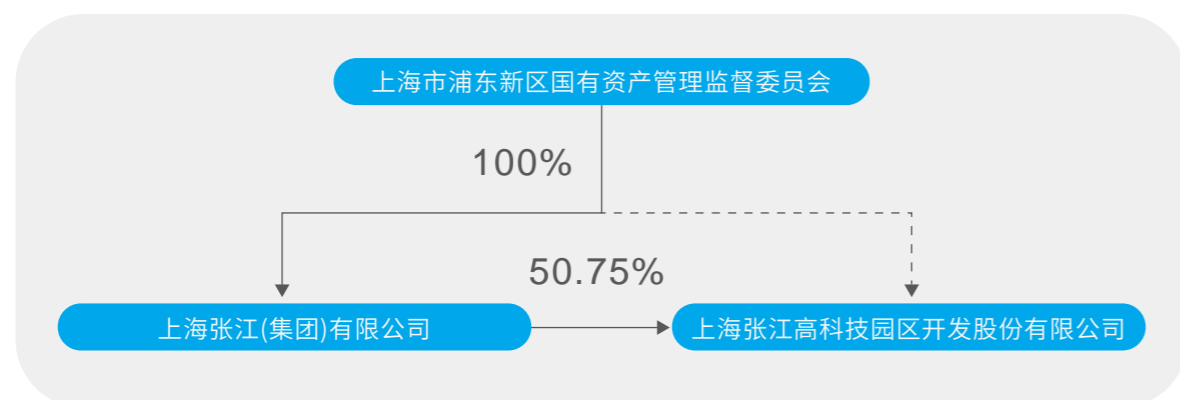 上海市浦东新区国有资产管理监督委员会
100%
50.75%
上海张江(集团)有限公司
上海张江高科技园区开发股份有限公司